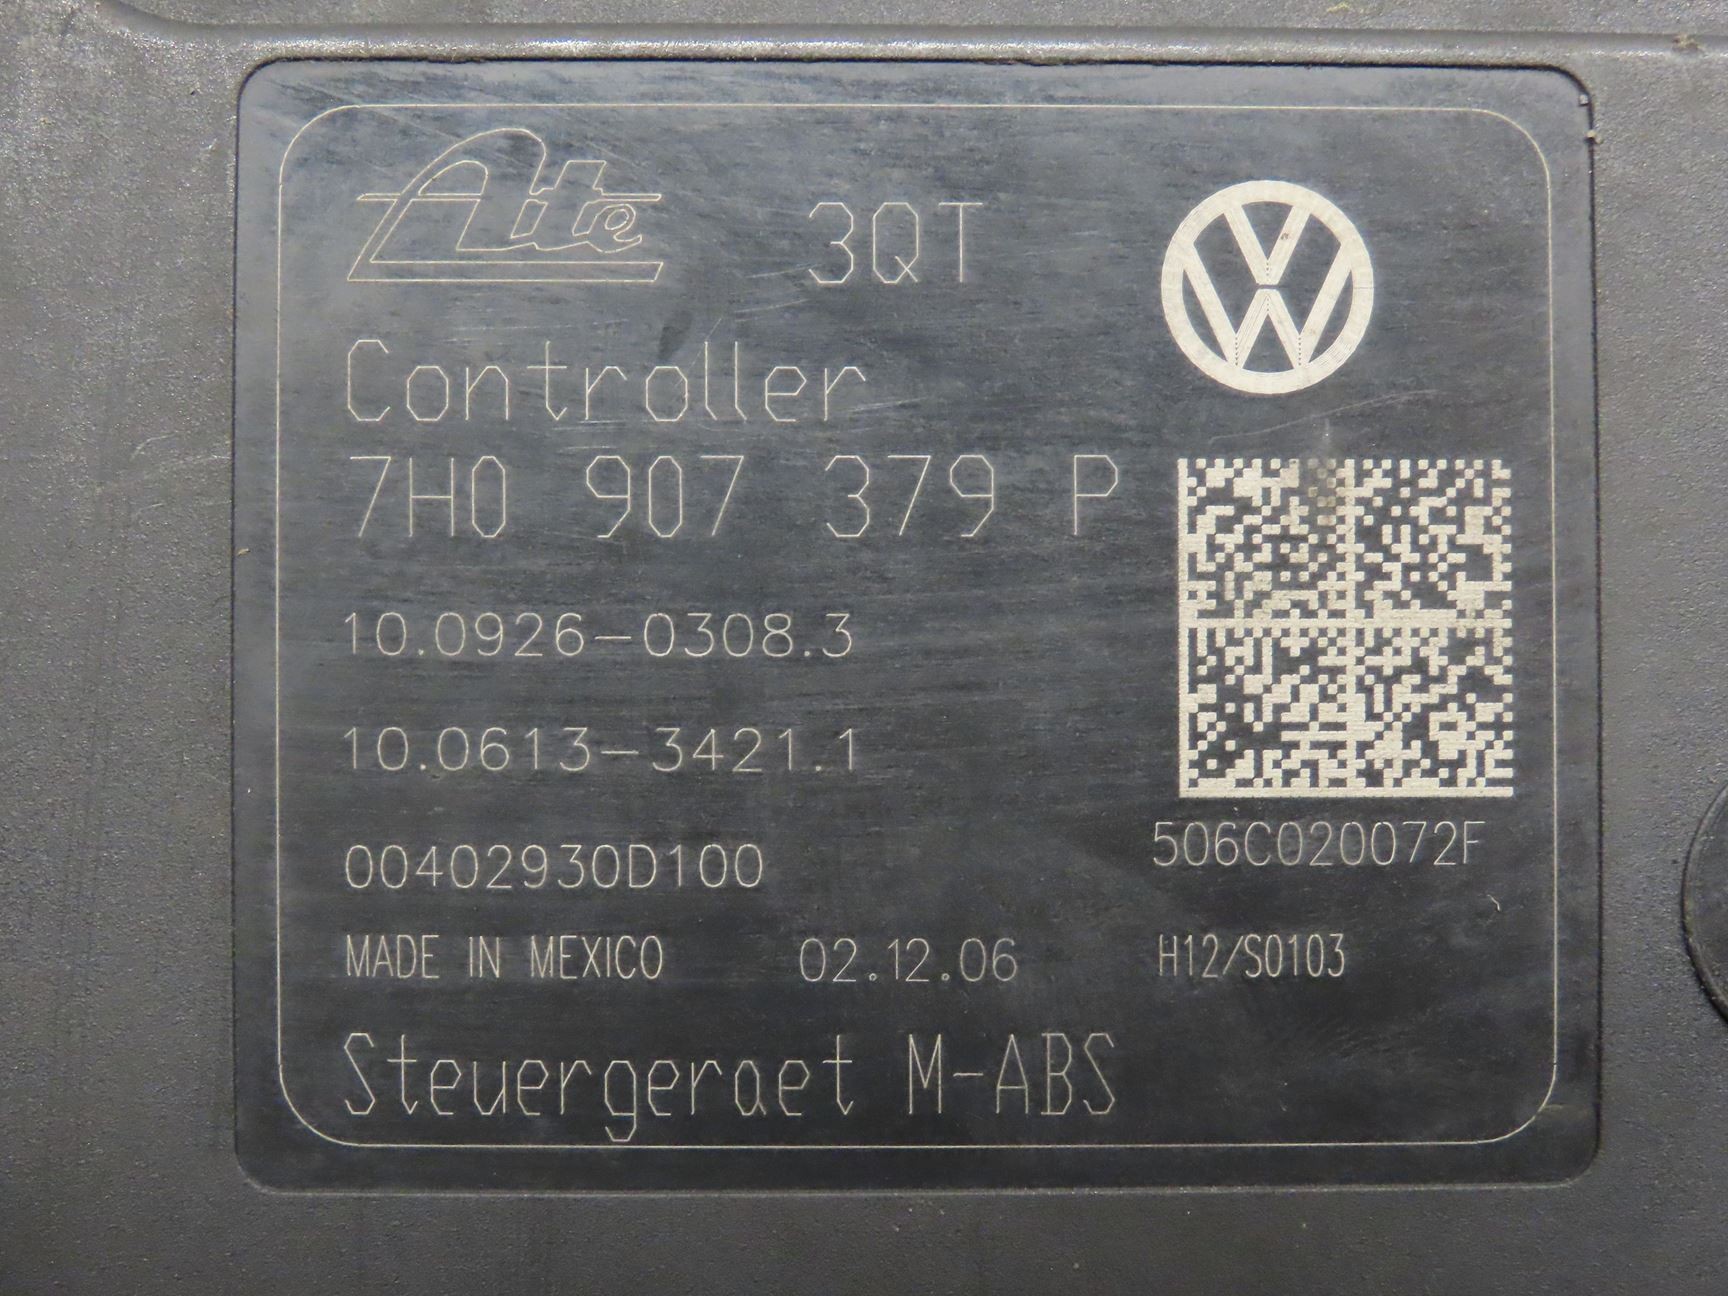 Ate 3QT
Controller
7H0 907 379 P
10.0926-0308.3
10.0613-3421.1
00402930D100
506C020072F
MADE IN MEXICO 02.12.06 H12/S0103
Steuergeraet M-ABS